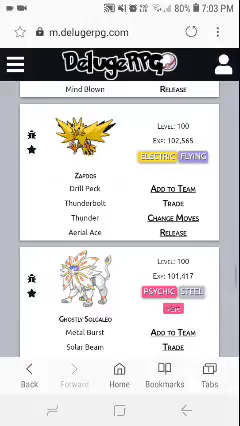 80% 7:03 PM
m.delugerpg.com
DelugeRPG
Mind Blown Release
Level: 100
Exp: 102,565
ELECTRIC FLYING
Zapdos
Drill Peck Add to Team
Thunderbolt Trade
Thunder Change Moves
Aerial Ace Release
Level: 100
Exp: 101,417
PSYCHIC STEEL
Ghostly Solgaleo
Metal Burst Add to Team
Solar Beam Trade
Back Forward Home Bookmarks Tabs